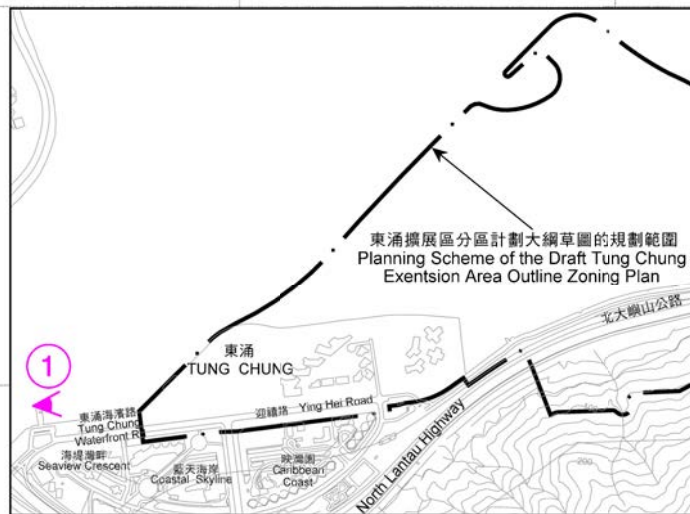 東涌擴展區分區計劃大綱草圖的規劃範圍
Planning Scheme of the Draft Tung Chung
Exentsion Area Outline Zoning Plan
北大嶼山公路
東涌
TUNG CHUNG
1
東涌海濱路
Tung Chung
Waterfront R
迎禧路 Ying Hei Road
海堤灣畔
Seaview Crescent
藍天海岸
Coastal Skyline
映灣園
Caribbean
Coast
North Lantau Highway
200